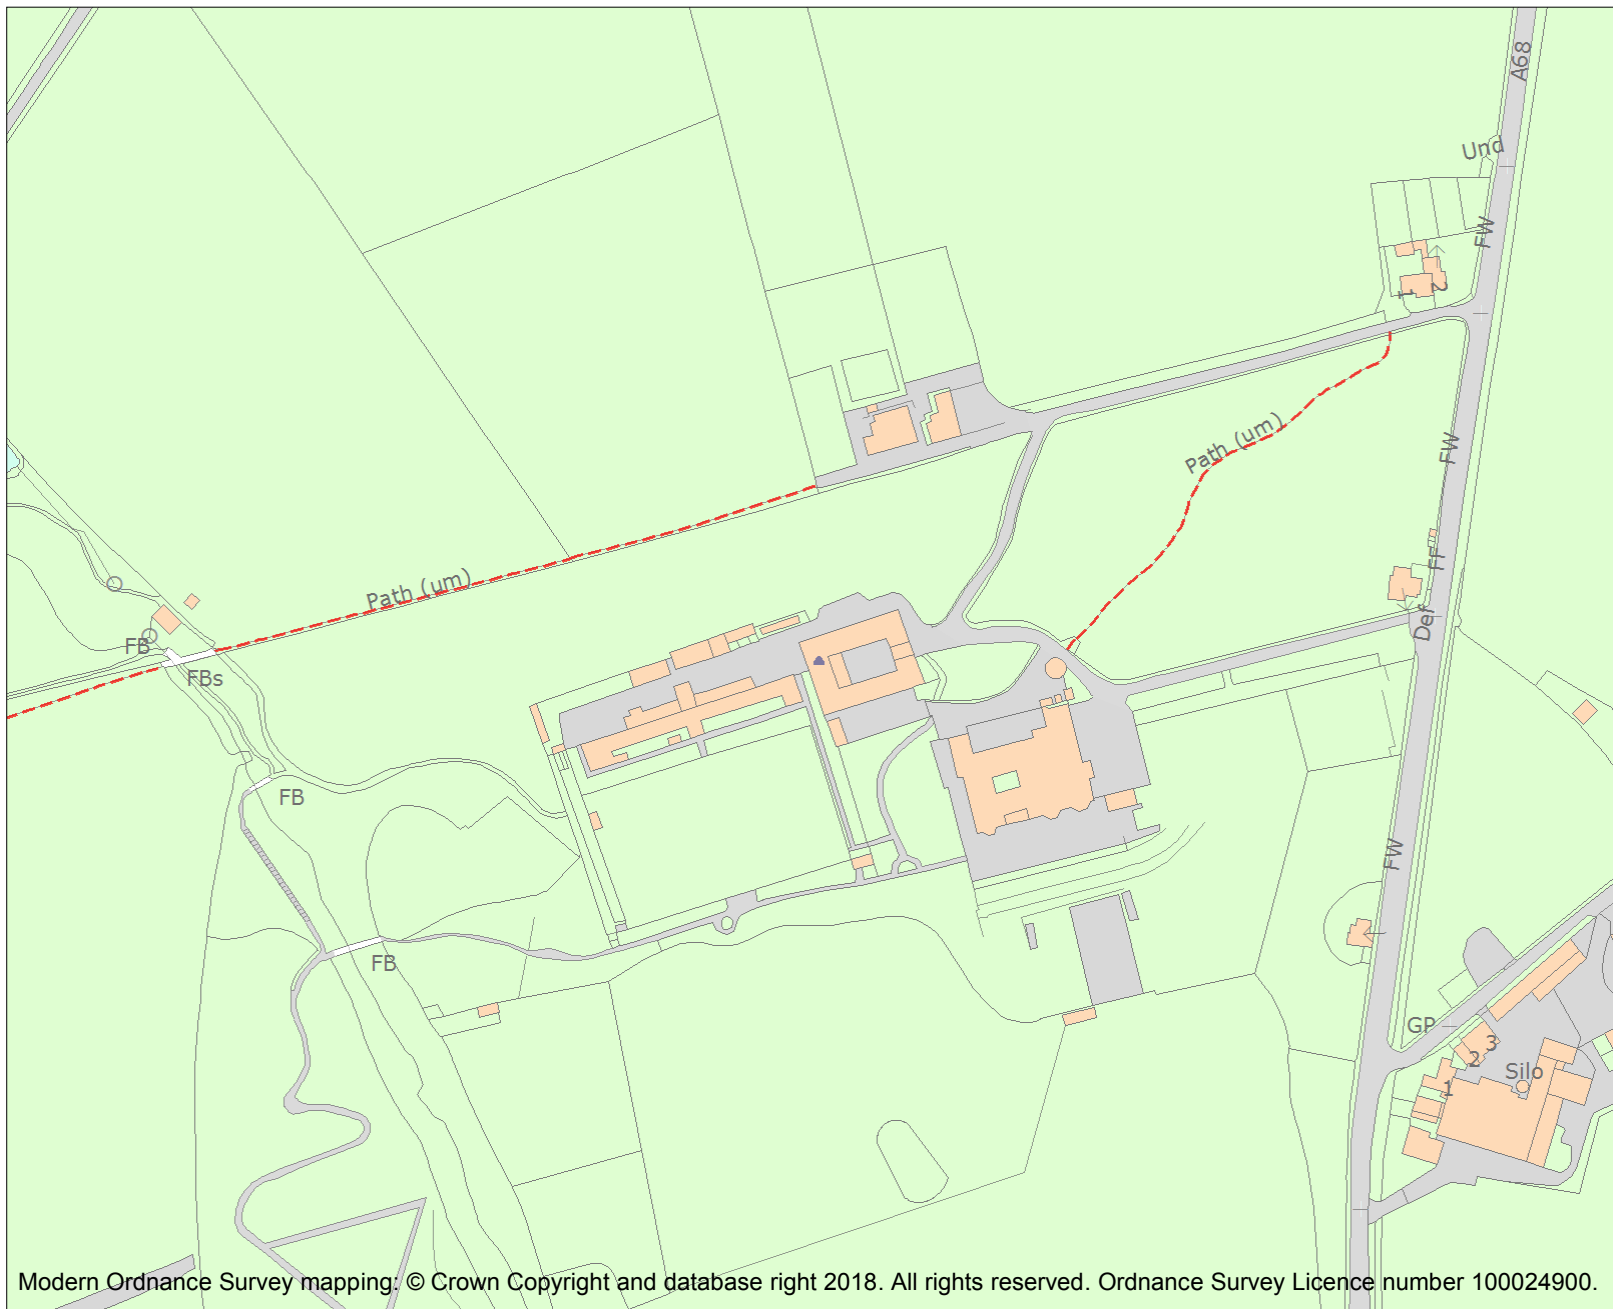 A68
Und
FW
1
2
Path (um)
FW
FF
Path (um)
Def
FB
FBs
FB
FW
FB
GP
3
2
Silo
1
Modern Ordnance Survey mapping: © Crown Copyright and database right 2018. All rights reserved. Ordnance Survey Licence number 100024900.